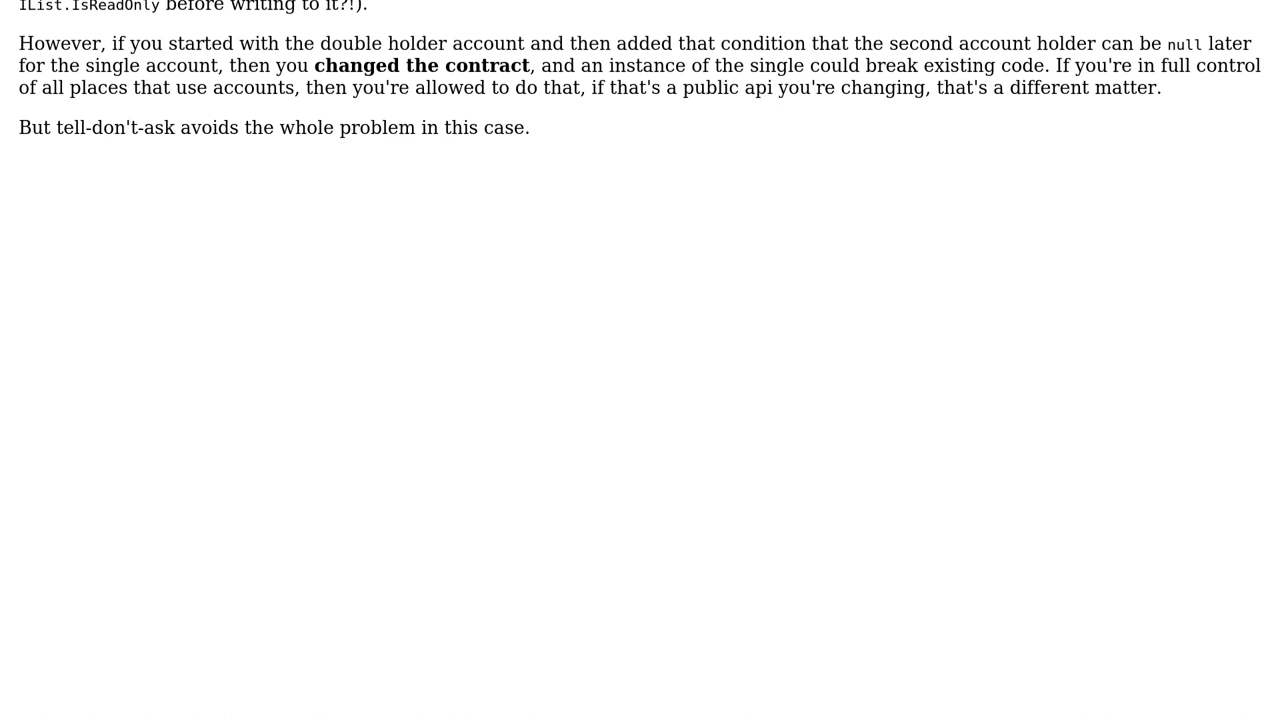 IList.IsReadOnly before writing to it?!).
However, if you started with the double holder account and then added that condition that the second account holder can be null later
for the single account, then you changed the contract, and an instance of the single could break existing code. If you're in full control
of all places that use accounts, then you're allowed to do that, if that's a public api you're changing, that's a different matter.
But tell-don't-ask avoids the whole problem in this case.